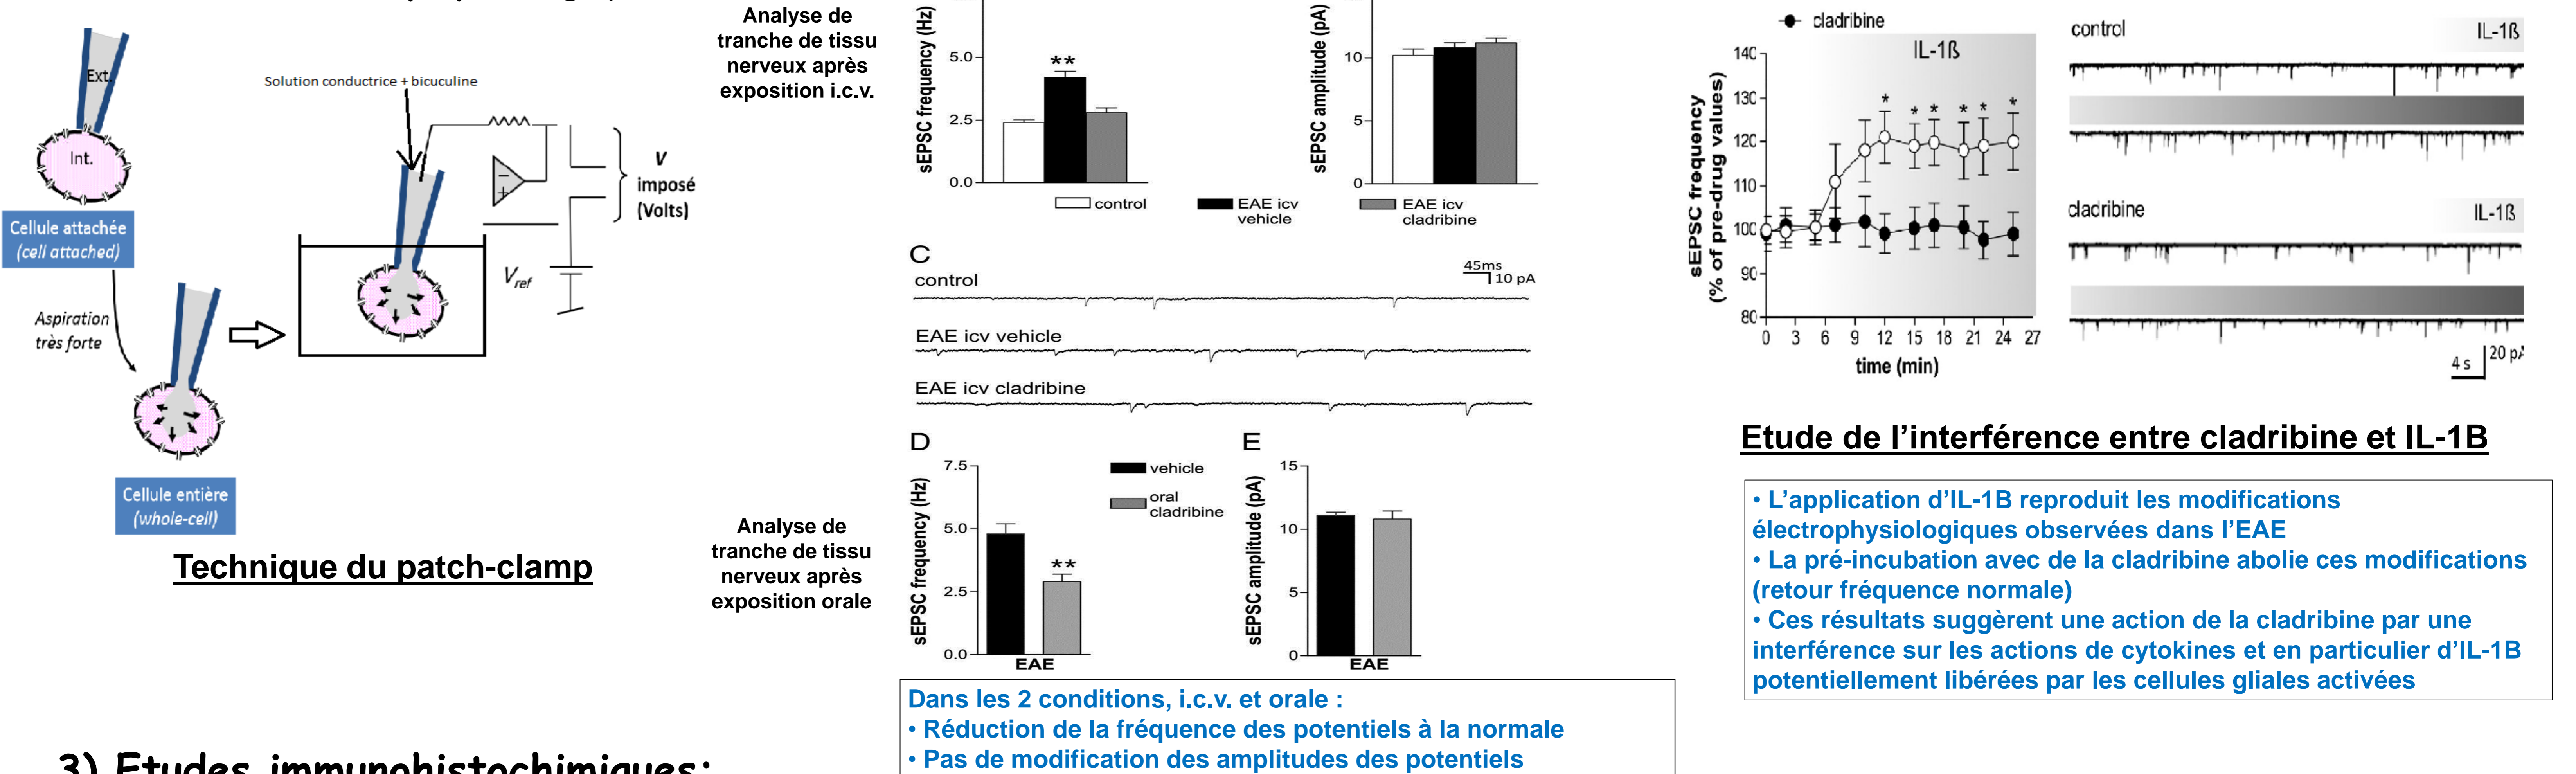 Ext.
Int.
Cellule attachée
(cell attached)
Aspiration
très forte
Cellule entière
(whole-cell)
Solution conductrice + bicuculine
V
imposé
(Volts)
Vref
Technique du patch-clamp
Analyse de
tranche de tissu
nerveux après
exposition i.c.v.
sEPSC frequency (Hz)
5.0
2.5
0.0
**
sEPSC amplitude (pA)
10
5
0
control
EAE icv
vehicle
EAE icv
cladribine
C
45ms
10 pA
control
EAE icv vehicle
EAE icv cladribine
Analyse de
tranche de tissu
nerveux après
exposition orale
D
sEPSC frequency (Hz)
7.5
5.0
2.5
0.0
**
EAE
vehicle
oral
cladribine
E
sEPSC amplitude (pA)
15
10
5
0
EAE
Dans les 2 conditions, i.c.v. et orale :
• Réduction de la fréquence des potentiels à la normale
• Pas de modification des amplitudes des potentiels
cladribine
IL-1ß
sEPSC frequency
(% of pre-drug values)
140
130
120
110
100
90
80
* * * * * *
0 3 6 9 12 15 18 21 24 27
time (min)
control
IL-1ß
cladribine
IL-1ß
4 s
20 pA
Etude de l’interférence entre cladribine et IL-1B
• L’application d’IL-1B reproduit les modifications
électrophysiologiques observées dans l’EAE
• La pré-incubation avec de la cladribine abolie ces modifications
(retour fréquence normale)
• Ces résultats suggèrent une action de la cladribine par une
interférence sur les actions de cytokines et en particulier d’IL-1B
potentiellement libérées par les cellules gliales activées
3) Etudes immunohistochimiques: